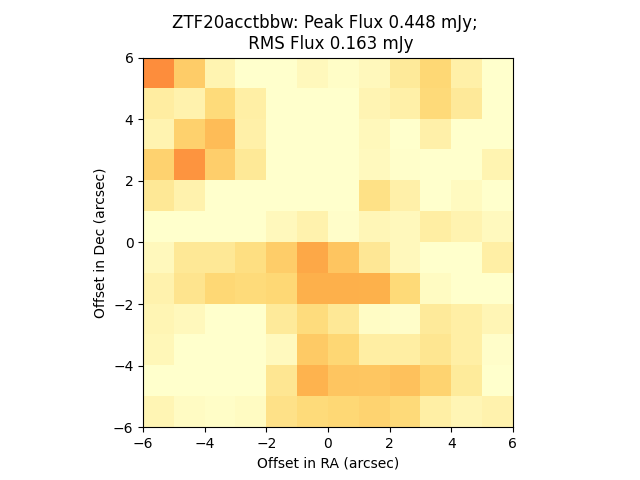 ZTF20acctbbw: Peak Flux 0.448 mJy;
RMS Flux 0.163 mJy
6
4
2
0
−2
−4
−6
Offset in Dec (arcsec)
−6 −4 −2 0 2 4 6
Offset in RA (arcsec)